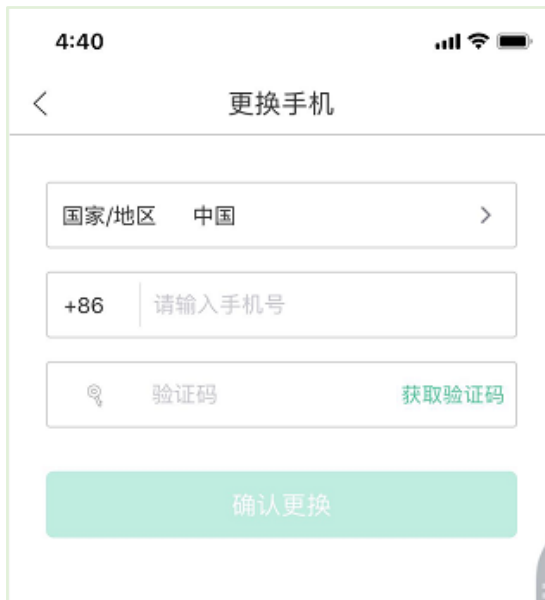 4:40
更换手机
国家/地区 中国
+86 请输入手机号
验证码 获取验证码
确认更换